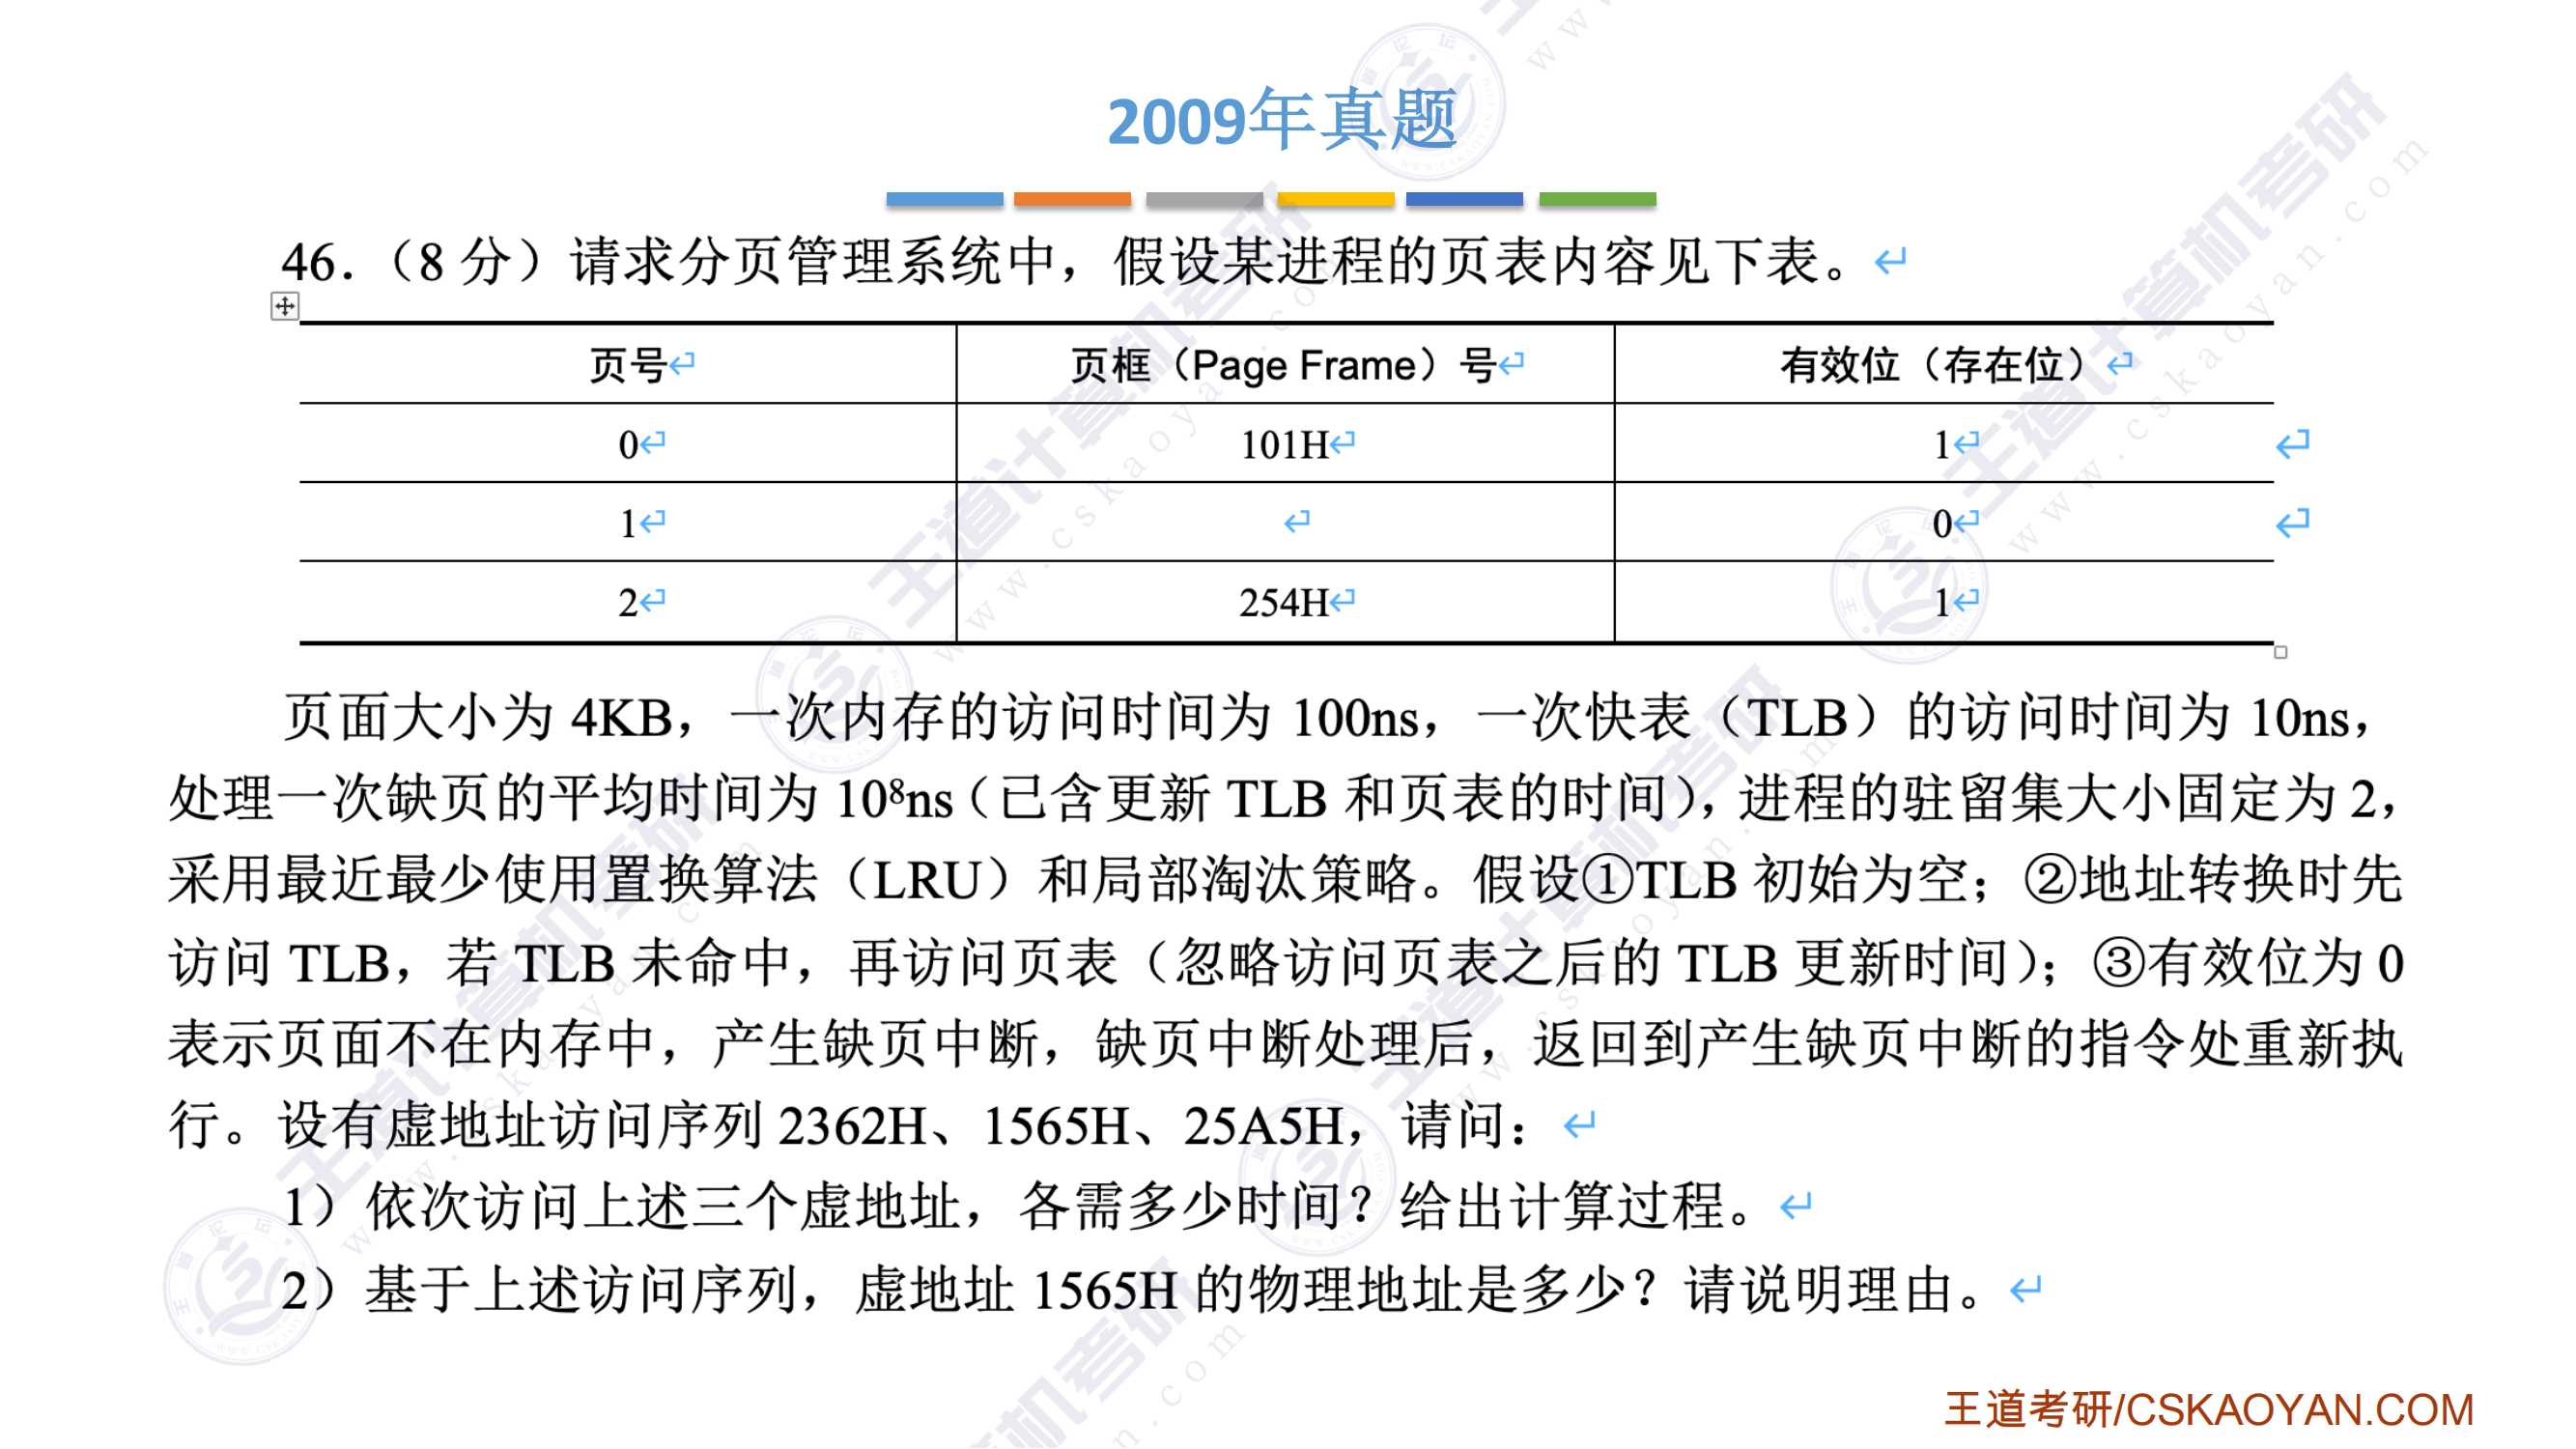 2009年真题
46.（8 分）请求分页管理系统中，假设某进程的页表内容见下表。
页号 页框（Page Frame）号 有效位（存在位）
0 101H 1
1 0
2 254H 1
页面大小为 4KB，一次内存的访问时间为 100ns，一次快表（TLB）的访问时间为 10ns，
处理一次缺页的平均时间为 10⁸ns（已含更新 TLB 和页表的时间），进程的驻留集大小固定为 2，
采用最近最少使用置换算法（LRU）和局部淘汰策略。假设①TLB 初始为空；②地址转换时先
访问 TLB，若 TLB 未命中，再访问页表（忽略访问页表之后的 TLB 更新时间）；③有效位为 0
表示页面不在内存中，产生缺页中断，缺页中断处理后，返回到产生缺页中断的指令处重新执
行。设有虚地址访问序列 2362H、1565H、25A5H，请问：
1）依次访问上述三个虚地址，各需多少时间？给出计算过程。
2）基于上述访问序列，虚地址 1565H 的物理地址是多少？请说明理由。
王道考研/CSKAOYAN.COM
王道计算机考研
www.cskaoyan.com